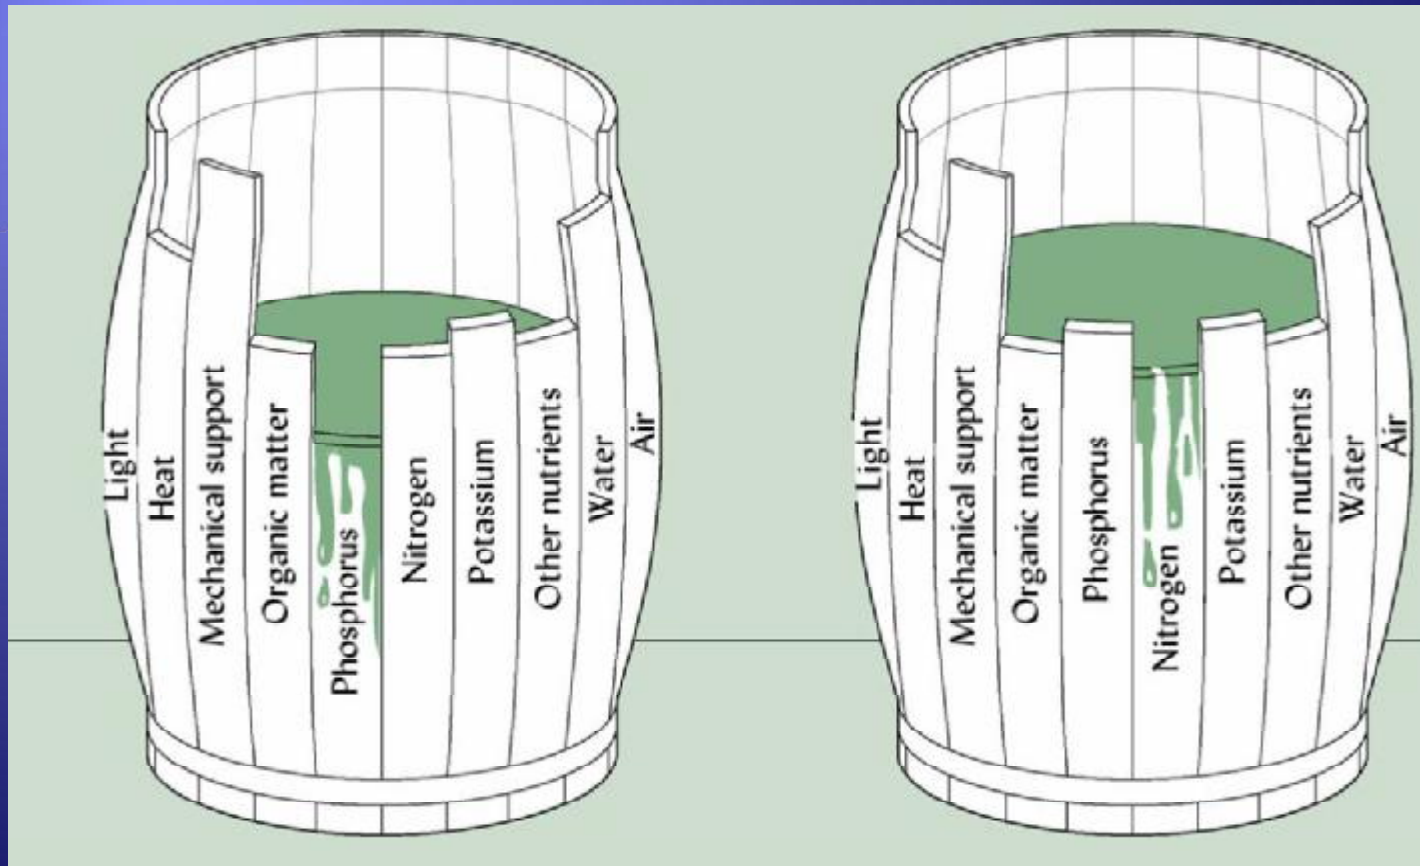 Light
Heat
Mechanical support
Organic matter
Phosphorus
Nitrogen
Potassium
Other nutrients
Water
Air
Light
Heat
Mechanical support
Organic matter
Phosphorus
Nitrogen
Potassium
Other nutrients
Water
Air